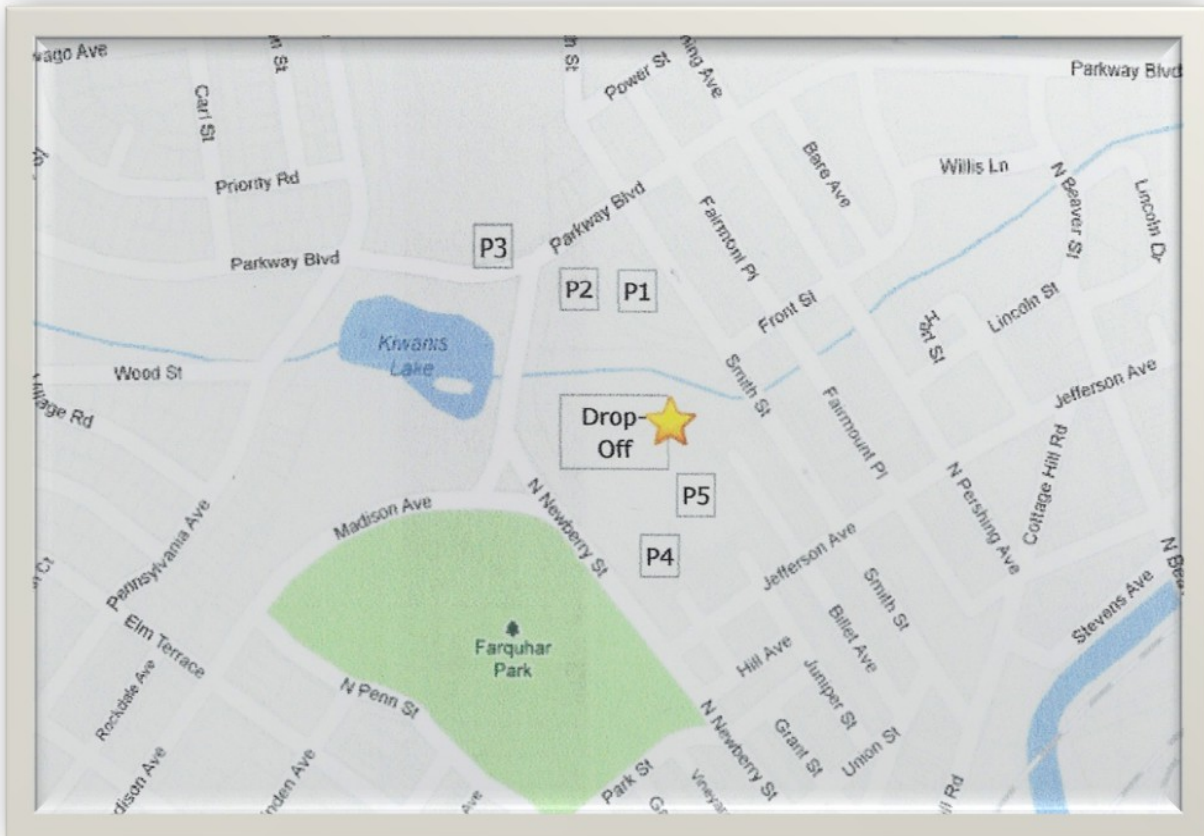 Parkway Blvd
Power St
Carl St
Bare Ave
Willis Ln
N Beaver St
Lincoln Dr
Priority Rd
Parkway Blvd
Fairmont Pl
P3
Parkway Blvd
P2
P1
Front St
Lincoln St
Kiwanis
Lake
Wood St
Smith St
Jefferson Ave
Fairmount Pl
Drop-
Off
Cottage Hill Rd
P5
N Pershing Ave
N Newberry St
Madison Ave
P4
Jefferson Ave
Pennsylvania Ave
Smith St
Stevens Ave
Billet Ave
Elm Terrace
Farquhar
Park
Hill Ave
Juniper St
Rockdale Ave
N Penn St
N Newberry St
Grant St
Union St
Park St